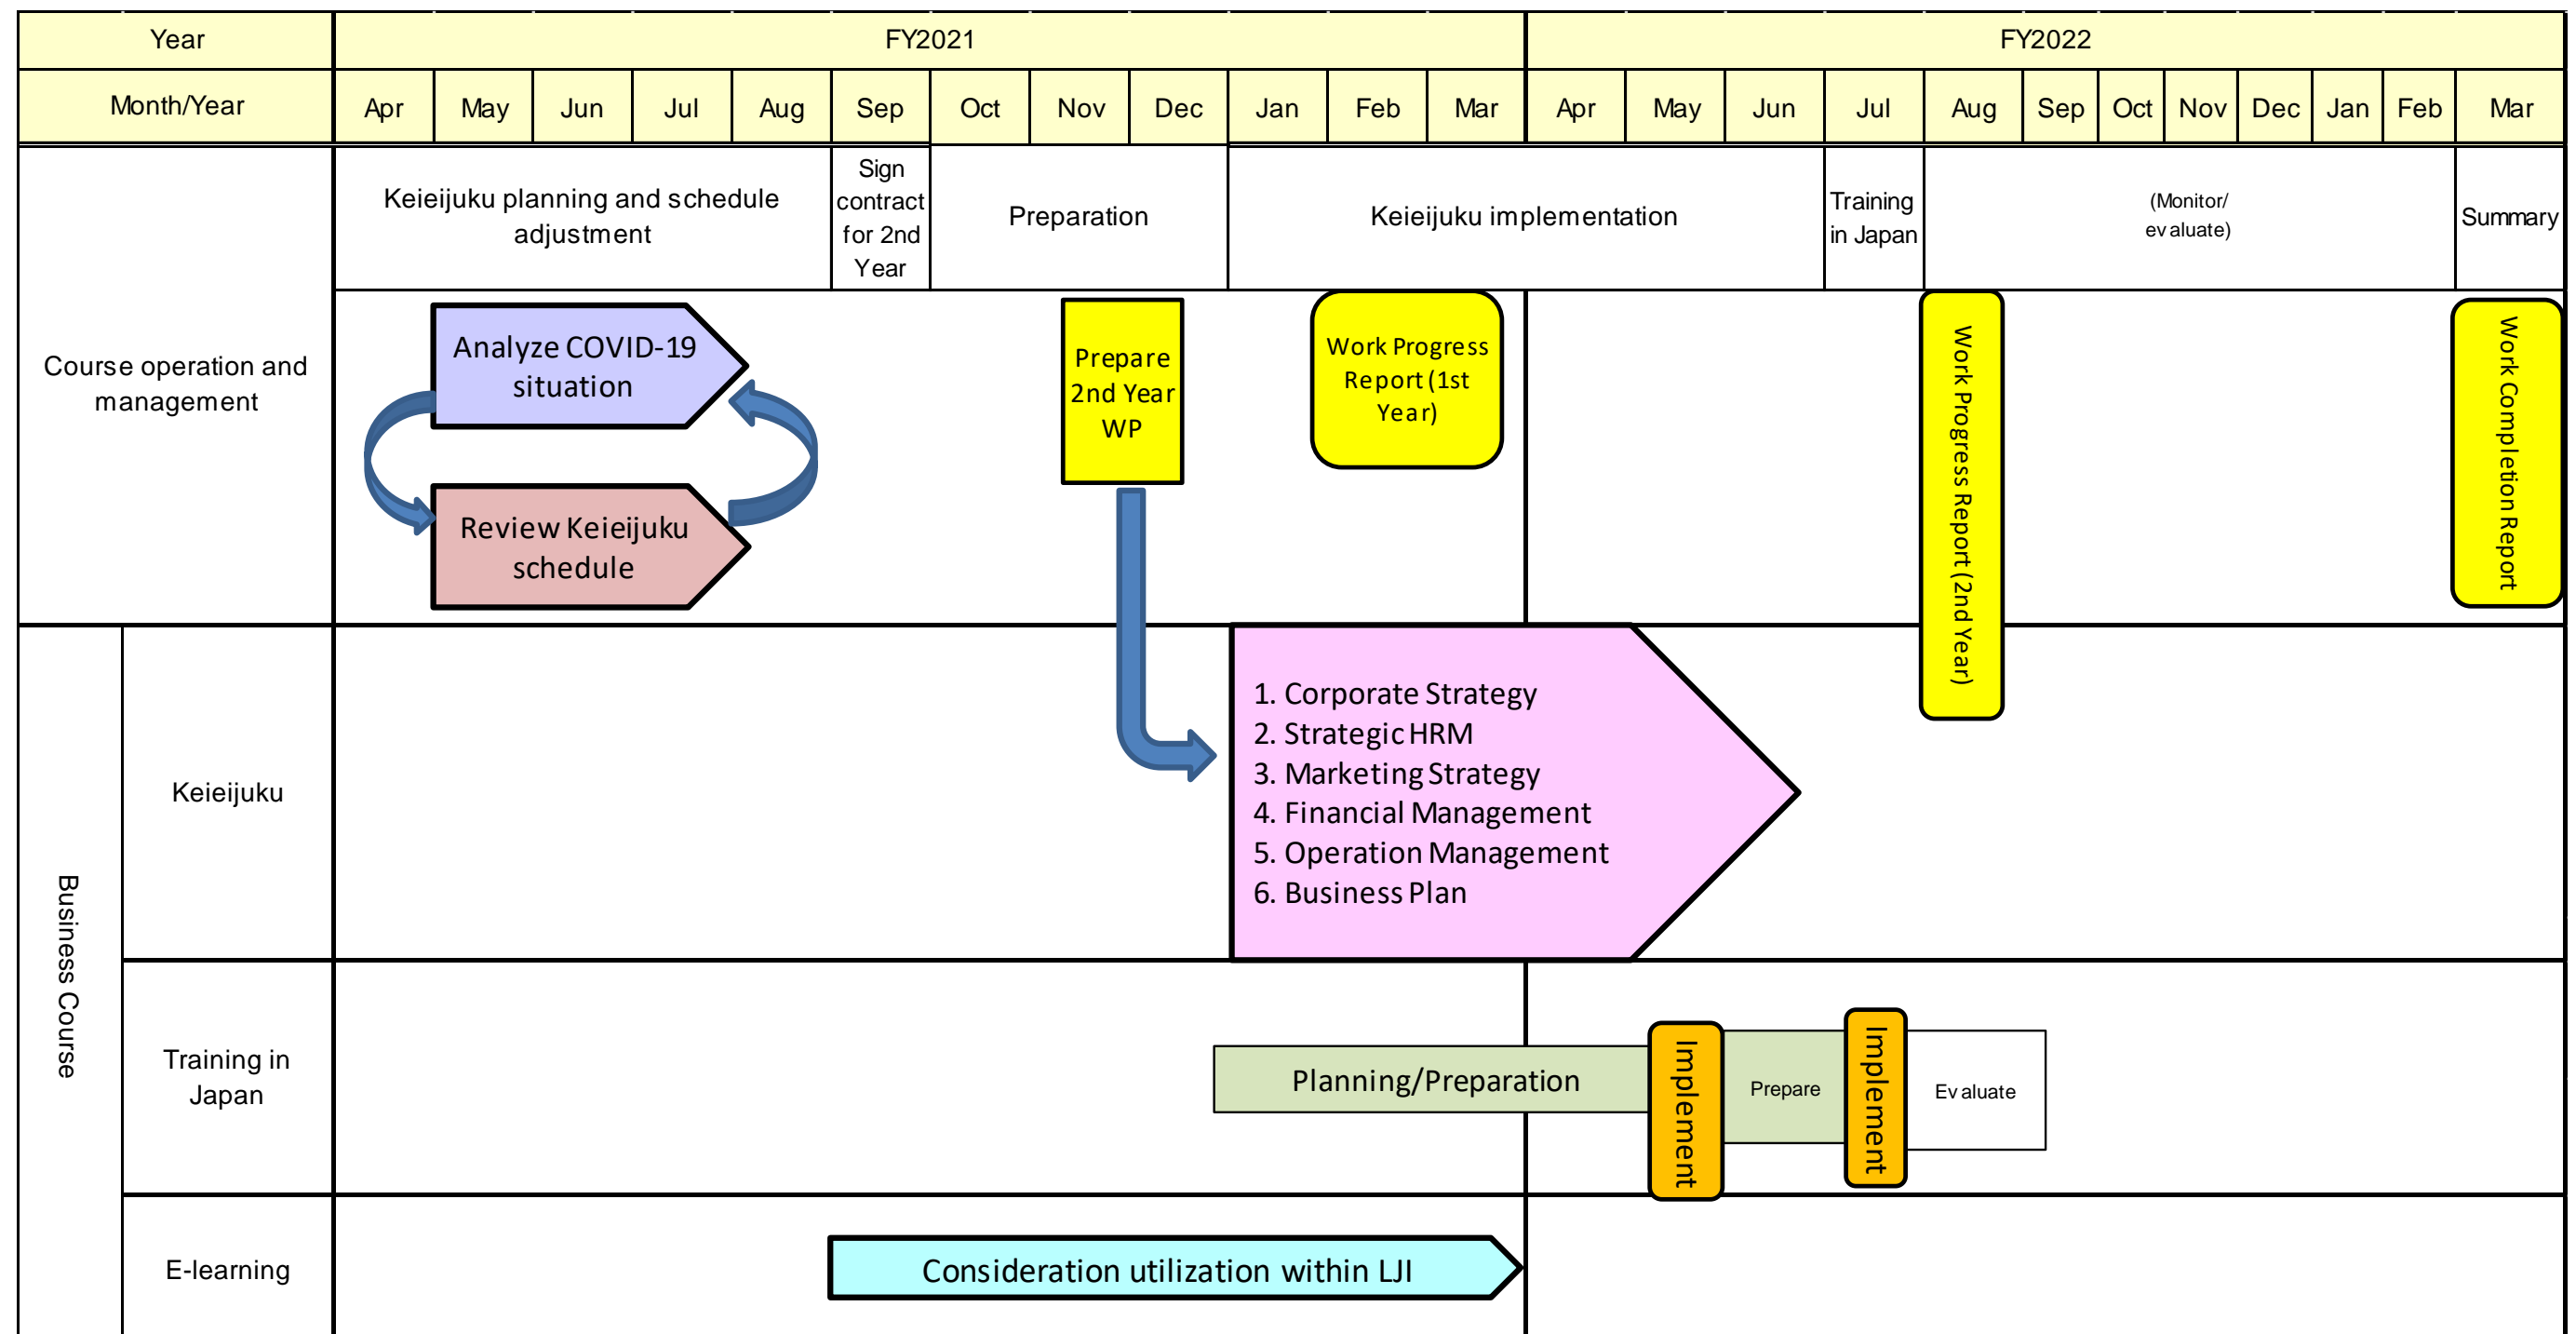 Year
FY2021
FY2022
Month/Year
Apr
May
Jun
Jul
Aug
Sep
Oct
Nov
Dec
Jan
Feb
Mar
Apr
May
Jun
Jul
Aug
Sep
Oct
Nov
Dec
Jan
Feb
Mar
Course operation and
management
Keieijuku planning and schedule
adjustment
Sign
contract
for 2nd
Year
Preparation
Keieijuku implementation
Training
in Japan
(Monitor/
evaluate)
Summary
Analyze COVID-19
situation
Review Keieijuku
schedule
Prepare
2nd Year
WP
Work Progress
Report (1st
Year)
Work Progress Report (2nd Year)
Work Completion Report
Business Course
Keieijuku
1. Corporate Strategy
2. Strategic HRM
3. Marketing Strategy
4. Financial Management
5. Operation Management
6. Business Plan
Training in
Japan
Planning/Preparation
Implement
Prepare
Implement
Evaluate
E-learning
Consideration utilization within LJI